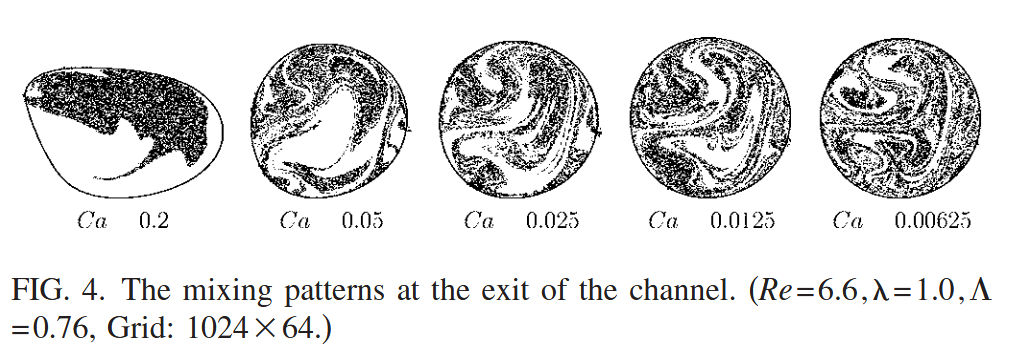 Ca 0.2 Ca 0.05 Ca 0.025 Ca 0.0125 Ca 0.00625
FIG. 4. The mixing patterns at the exit of the channel. (Re=6.6,λ=1.0,Λ
=0.76, Grid: 1024×64.)